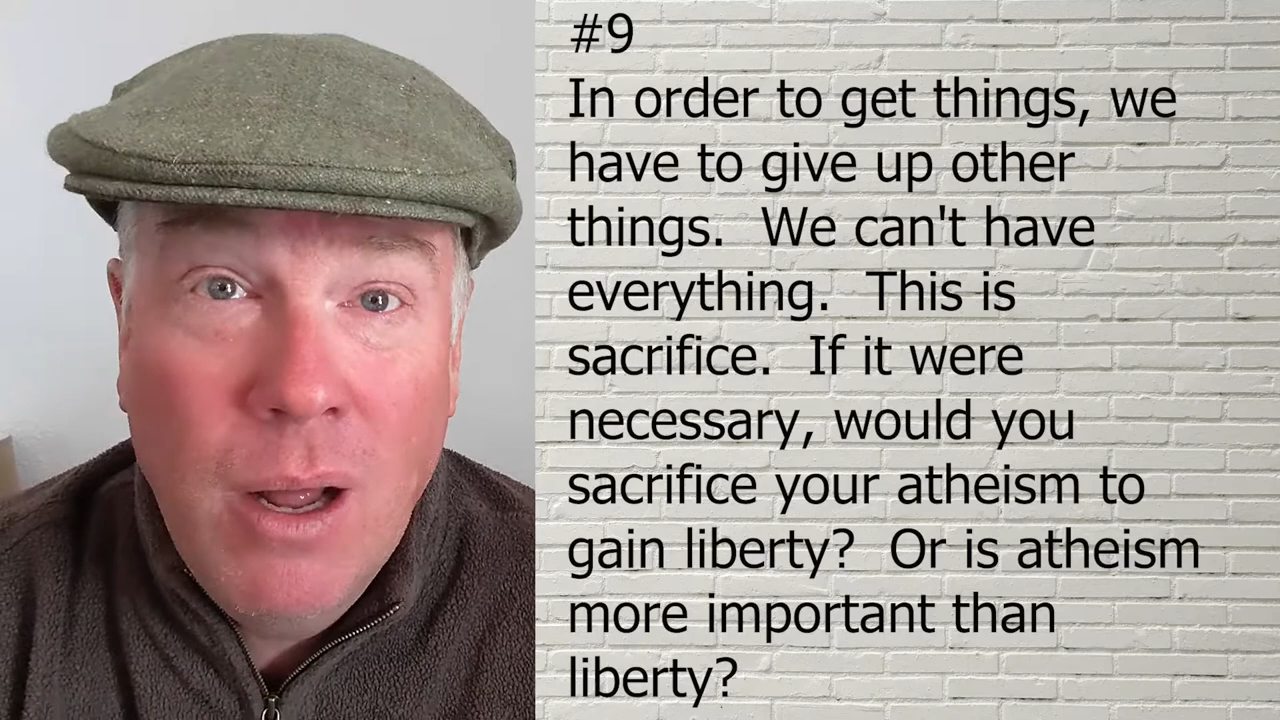 #9
In order to get things, we
have to give up other
things.  We can't have
everything.  This is
sacrifice.  If it were
necessary, would you
sacrifice your atheism to
gain liberty?  Or is atheism
more important than
liberty?